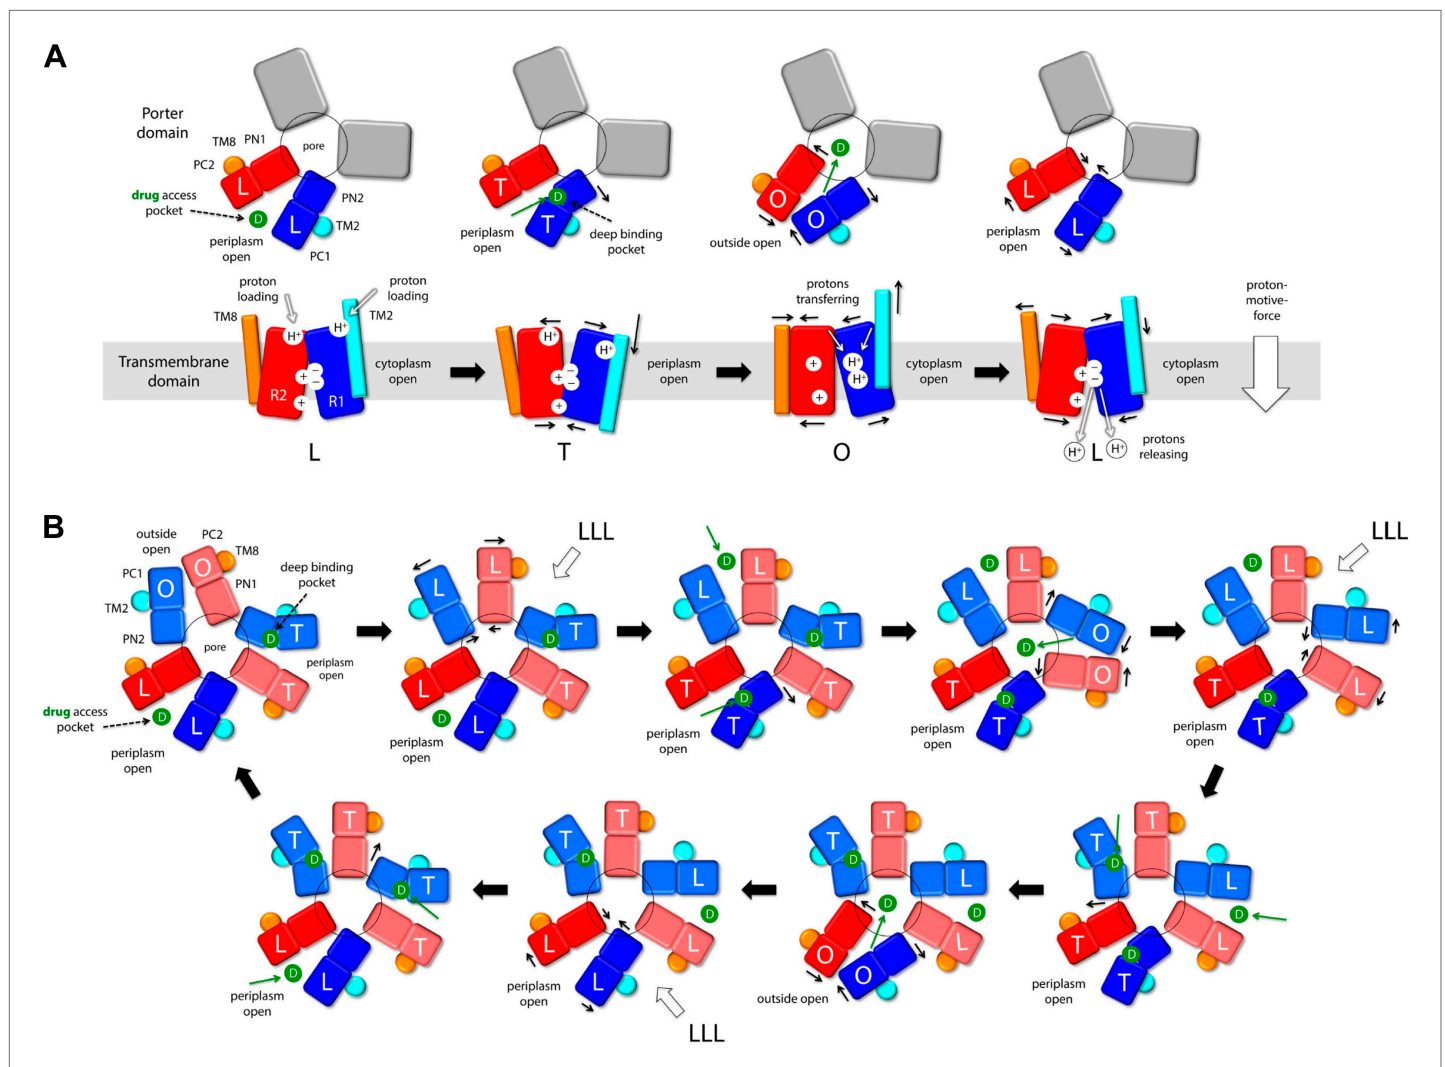 A
Porter
domain
TM8
PN1
PC2
pore
L
drug access
pocket
D
PN2
L
TM2
periplasm
open
PC1
T
D
T
periplasm
open
deep binding
pocket
D
O
O
outside open
L
L
periplasm
open
proton
loading
proton
loading
TM8
TM2
H+
H+
Transmembrane
domain
+
−
−
+
R2
R1
cytoplasm
open
L
H+
H+
+
−
−
+
periplasm
open
T
protons
transferring
+
+
H+
H+
cytoplasm
open
O
+
−
−
+
H+
H+
L
protons
releasing
cytoplasm
open
proton-
motive-
force
B
outside
open
PC2
TM8
PC1
O
O
PN1
deep binding
pocket
TM2
PN2
pore
D
T
periplasm
open
L
T
drug access
pocket
D
L
periplasm
open
LLL
L
L
D
T
L
T
D
L
periplasm
open
D
L
L
D
T
T
T
D
T
periplasm
open
D
L
L
O
D
O
T
D
T
periplasm
open
LLL
D
L
L
L
T
L
D
T
periplasm
open
T
T
D
D
T
L
L
D
periplasm
open
T
T
D
L
D
L
L
L
periplasm
open
LLL
T
T
D
L
D
D
O
L
O
outside open
T
T
D
L
D
T
L
D
T
periplasm
open